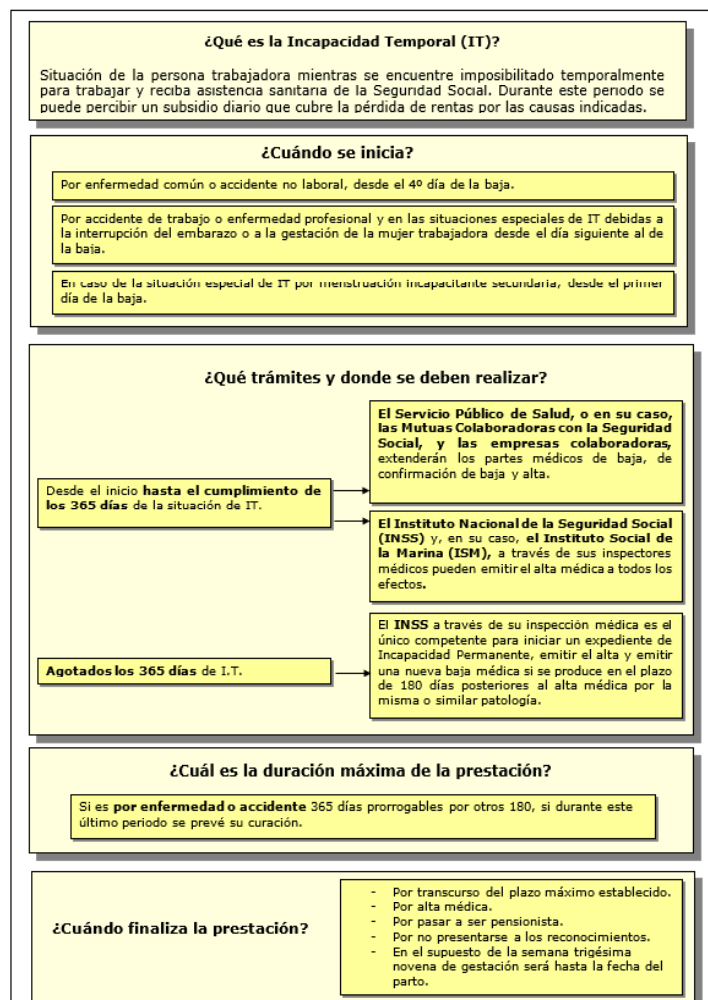 ¿Qué es la Incapacidad Temporal (IT)?
Situación de la persona trabajadora mientras se encuentre imposibilitado temporalmente
para trabajar y reciba asistencia sanitaria de la Seguridad Social. Durante este periodo se
puede percibir un subsidio diario que cubre la pérdida de rentas por las causas indicadas.
¿Cuándo se inicia?
Por enfermedad común o accidente no laboral, desde el 4º día de la baja.
Por accidente de trabajo o enfermedad profesional y en las situaciones especiales de IT debidas a
la interrupción del embarazo o a la gestación de la mujer trabajadora desde el día siguiente al de
la baja.
En caso de la situación especial de IT por menstruación incapacitante secundaria, desde el primer
día de la baja.
¿Qué trámites y donde se deben realizar?
El Servicio Público de Salud, o en su caso,
las Mutuas Colaboradoras con la Seguridad
Social, y las empresas colaboradoras,
extenderán los partes médicos de baja, de
confirmación de baja y alta.
Desde el inicio hasta el cumplimiento de
los 365 días de la situación de IT.
El Instituto Nacional de la Seguridad Social
(INSS) y, en su caso, el Instituto Social de
la Marina (ISM), a través de sus inspectores
médicos pueden emitir el alta médica a todos los
efectos.
El INSS a través de su inspección médica es el
único competente para iniciar un expediente de
Incapacidad Permanente, emitir el alta y emitir
una nueva baja médica si se produce en el plazo
de 180 días posteriores al alta médica por la
misma o similar patología.
Agotados los 365 días de I.T.
¿Cuál es la duración máxima de la prestación?
Si es por enfermedad o accidente 365 días prorrogables por otros 180, si durante este
último periodo se prevé su curación.
¿Cuándo finaliza la prestación?
- Por transcurso del plazo máximo establecido.
- Por alta médica.
- Por pasar a ser pensionista.
- Por no presentarse a los reconocimientos.
- En el supuesto de la semana trigésima
novena de gestación será hasta la fecha del
parto.